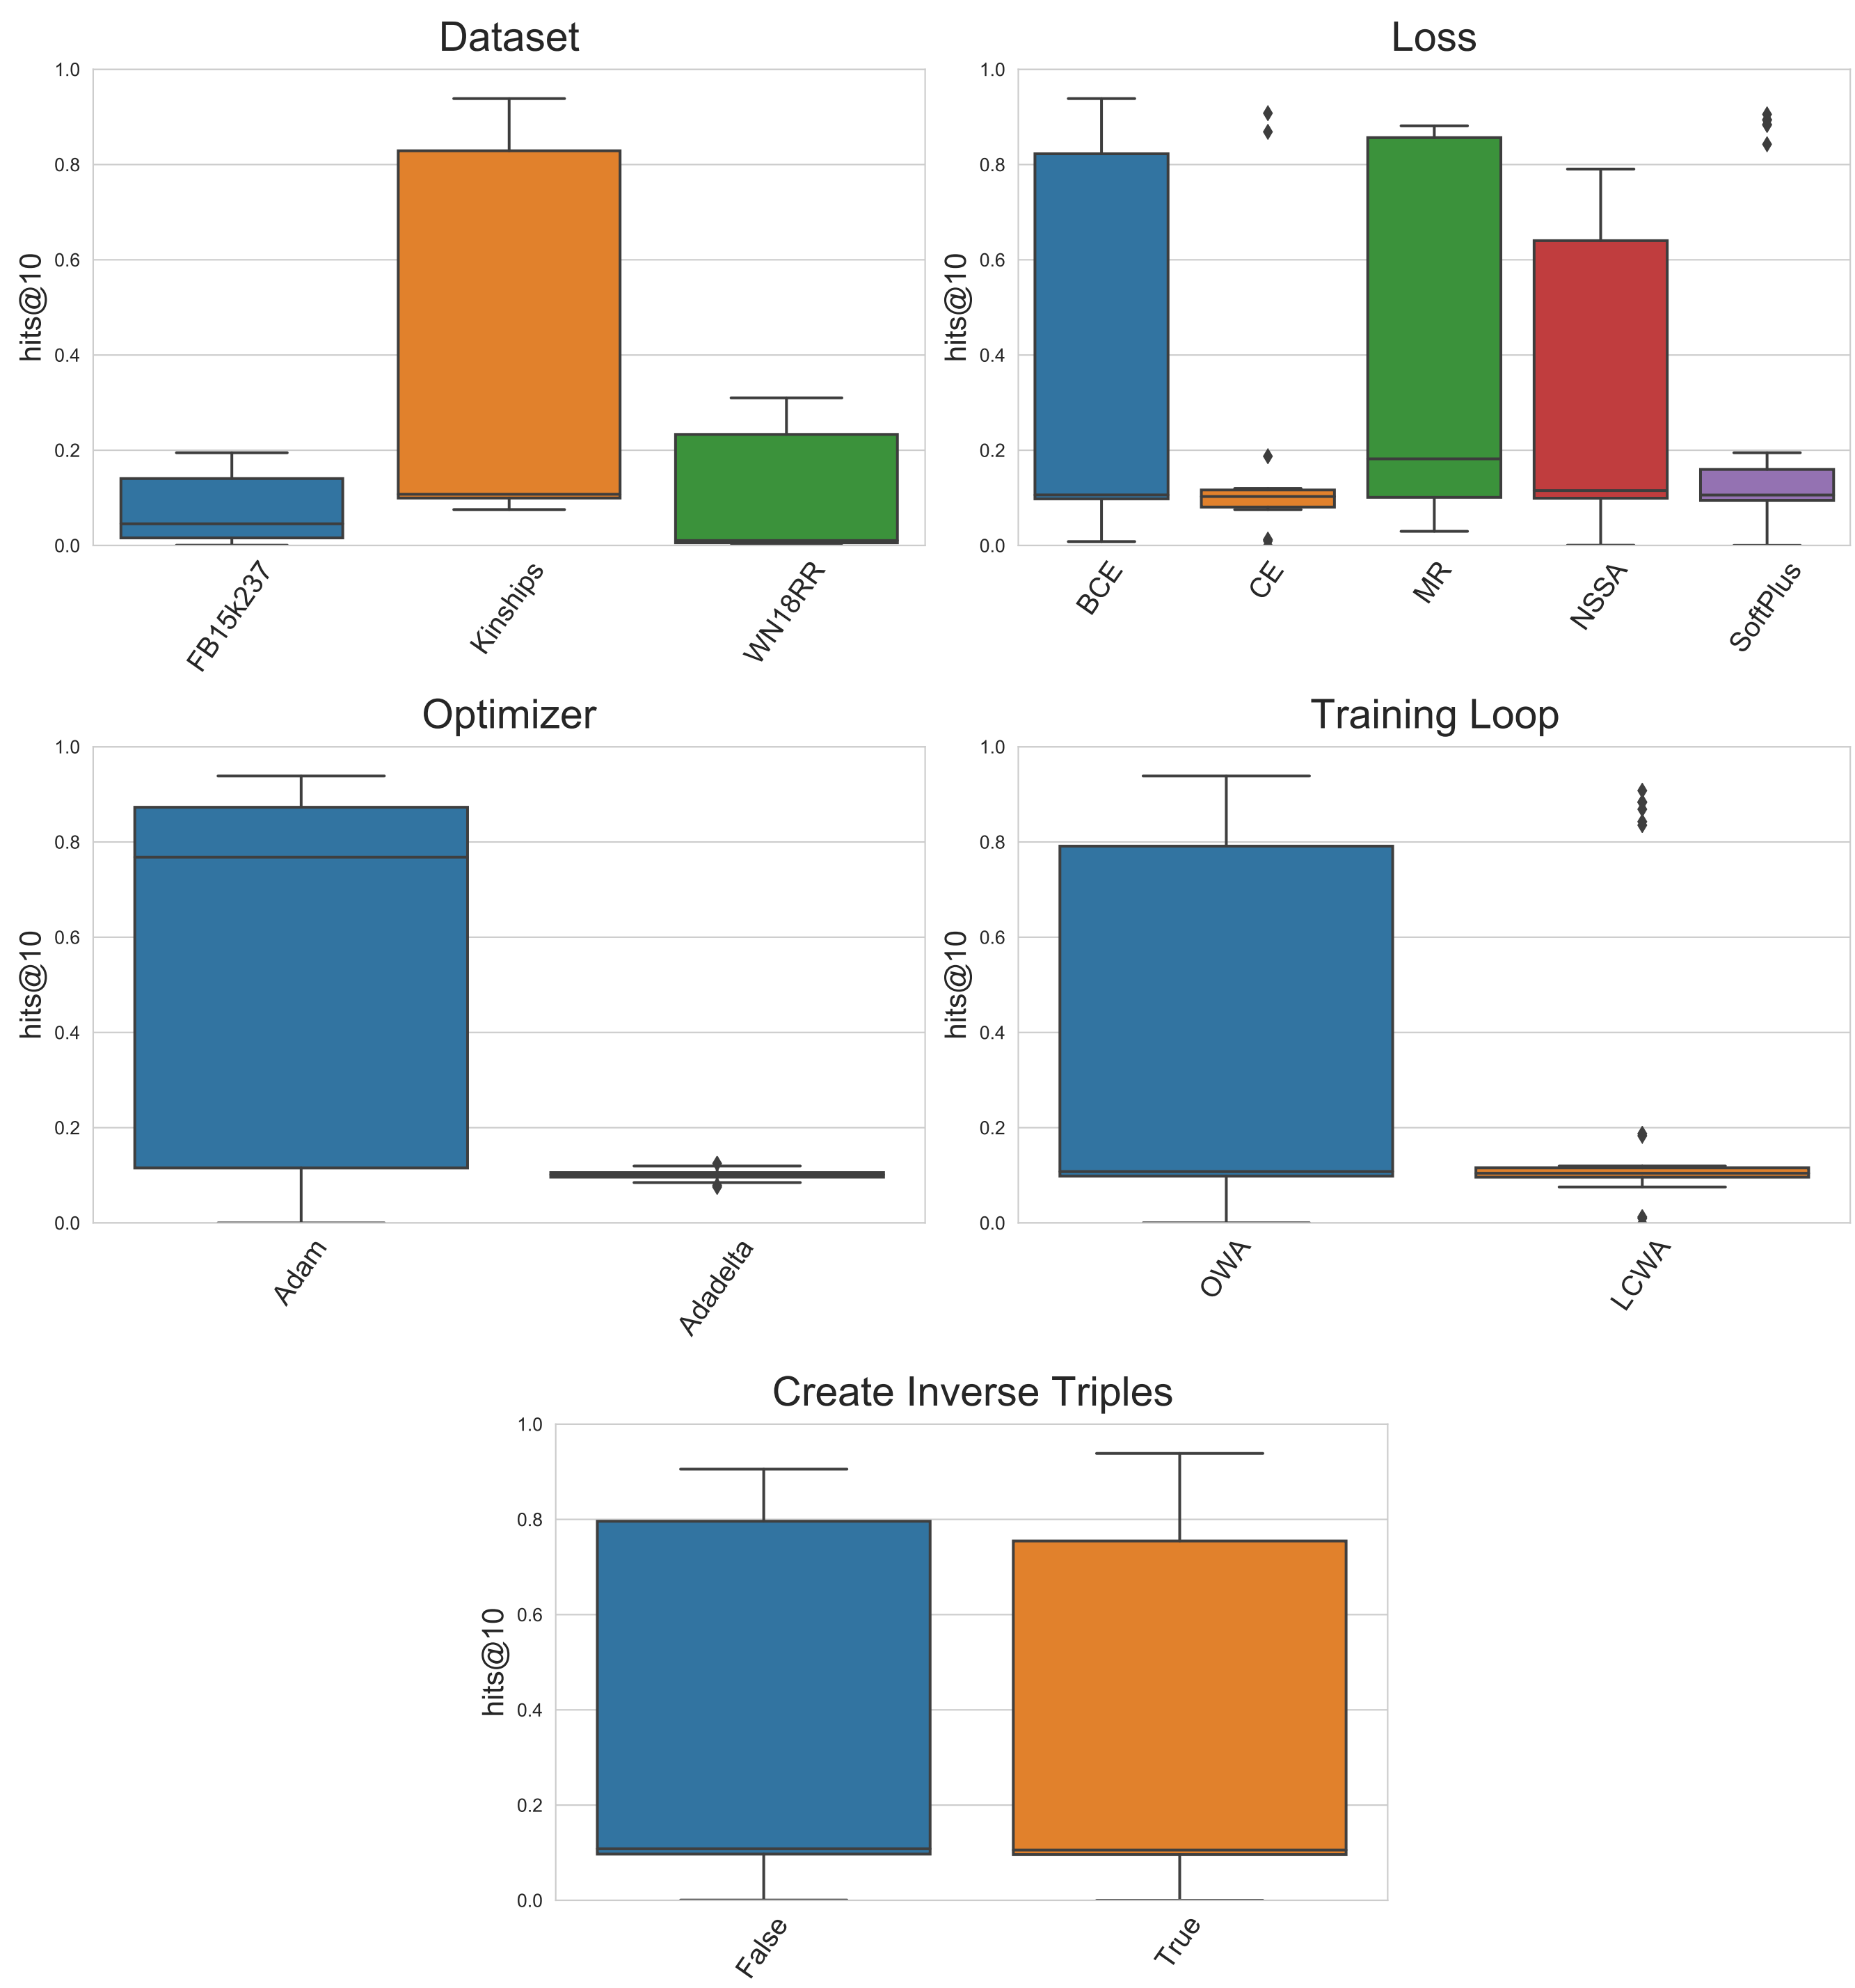 Dataset
1.0
0.8
0.6
0.4
0.2
0.0
hits@10
FB15k237
Kinships
WN18RR
Loss
1.0
0.8
0.6
0.4
0.2
0.0
hits@10
BCE
CE
MR
NSSA
SoftPlus
Optimizer
1.0
0.8
0.6
0.4
0.2
0.0
hits@10
Adam
Adadelta
Training Loop
1.0
0.8
0.6
0.4
0.2
0.0
hits@10
OWA
LCWA
Create Inverse Triples
1.0
0.8
0.6
0.4
0.2
0.0
hits@10
False
True